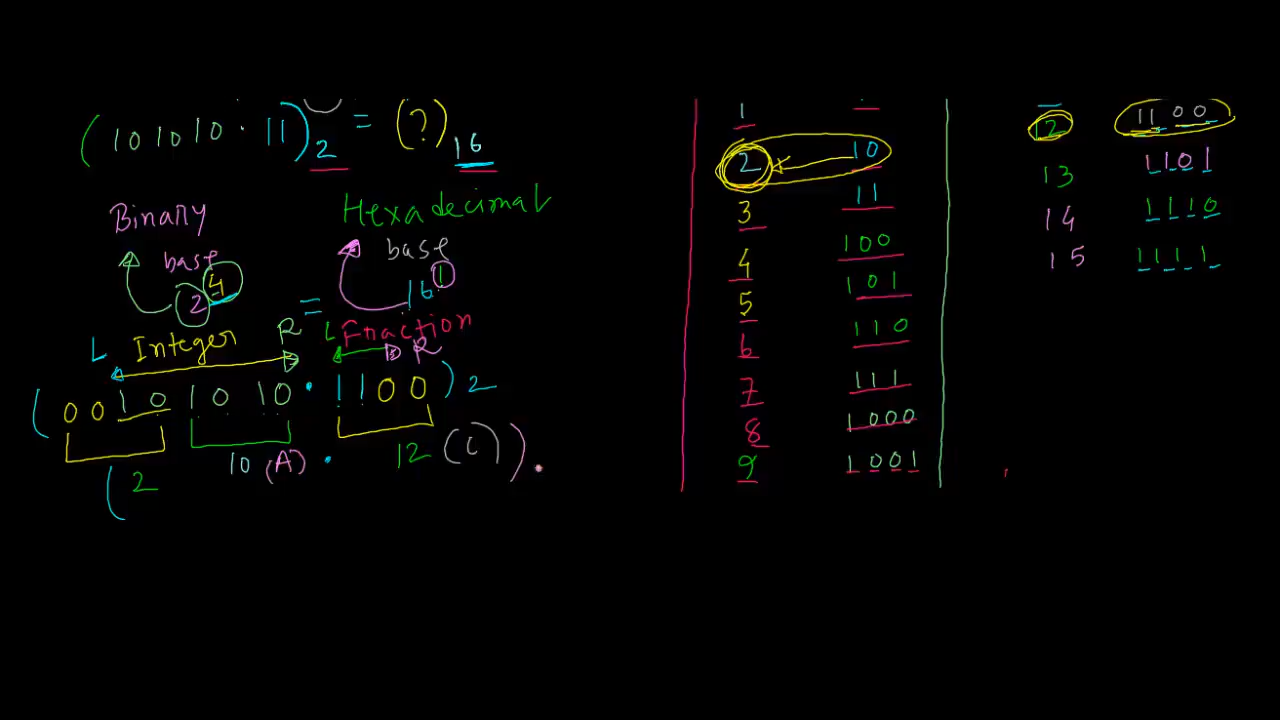 (101010.11)2 = (?)16
Binary Hexadecimal
base base
2 4 = 16 1
L Integer R L Fraction R
(0010 1010.1100)2
(2 10 (A). 12 (C)).
1
2 10
3 11
4 100
5 101
6 110
7 111
8 1000
9 1001
12 1100
13 1101
14 1110
15 1111